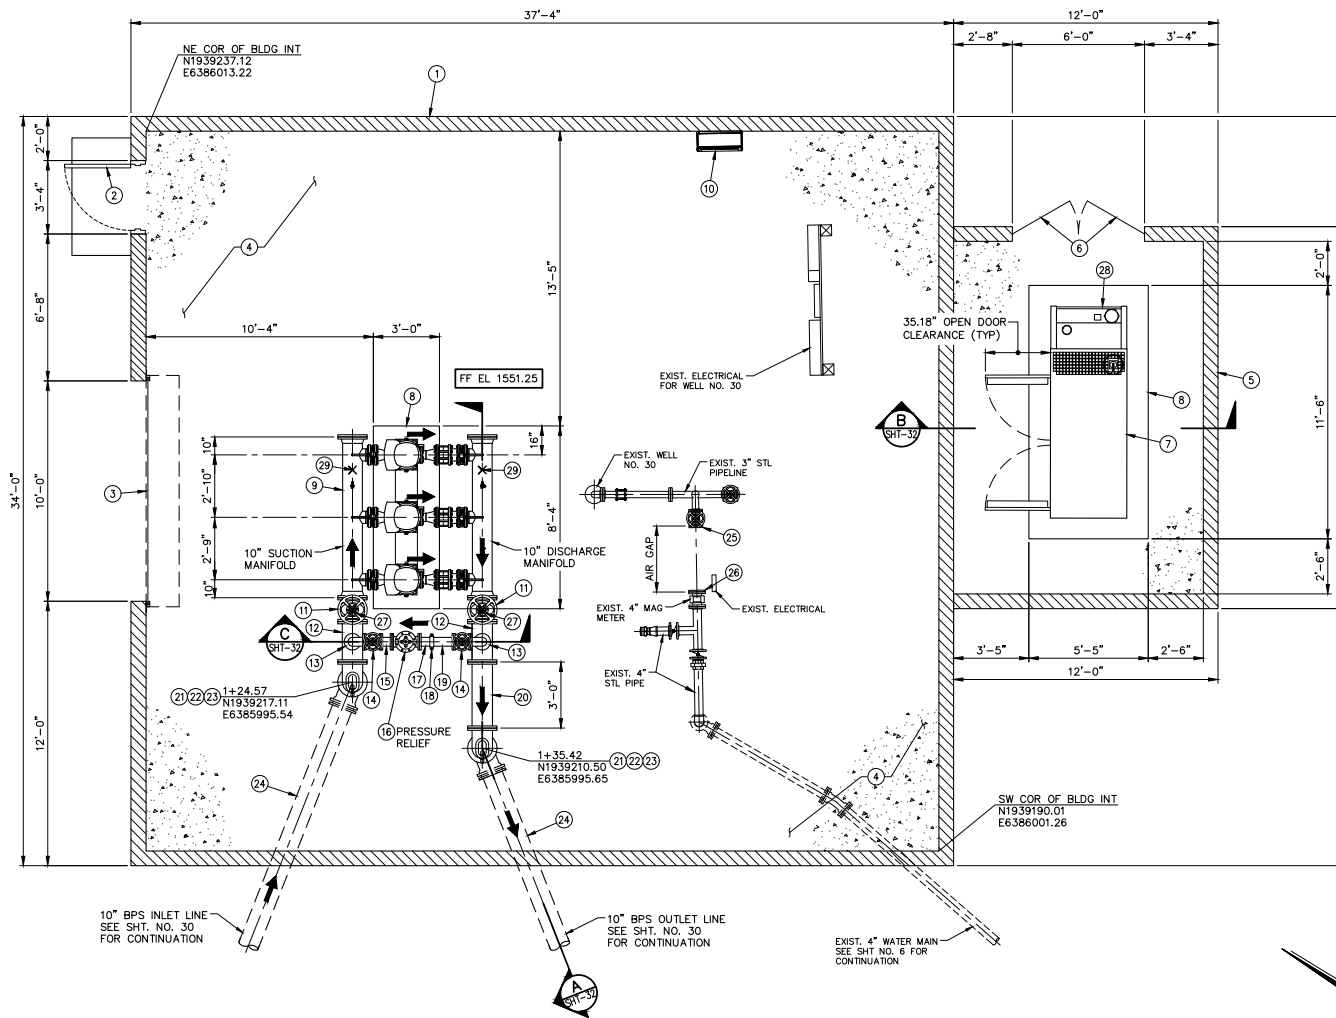 37'-4"
12'-0"
2'-8"
6'-0"
3'-4"
NE COR OF BLDG INT
N1939237.12
E6386013.22
1
2'-0"
3'-4"
6'-8"
34'-0"
10'-0"
12'-0"
2
3
4
10
13'-5"
10'-4"
3'-0"
FF EL 1551.25
6
28
2'-0"
35.18" OPEN DOOR
CLEARANCE (TYP)
5
8
7
11'-6"
2'-6"
EXIST. ELECTRICAL
FOR WELL NO. 30
B
SHT-32
8
16"
10"
2'-10"
2'-9"
10"
29
9
29
8'-4"
10" SUCTION
MANIFOLD
10" DISCHARGE
MANIFOLD
EXIST. WELL
NO. 30
EXIST. 3" STL
PIPELINE
25
AIR GAP
26
EXIST. 4" MAG
METER
EXIST. ELECTRICAL
EXIST. 4"
STL PIPE
11
27
12
12
11
27
C
SHT-32
13
14
15
16
PRESSURE
RELIEF
17
18
19
14
13
20
3'-0"
21 22 23
1+24.57
N1939217.11
E6385995.54
1+35.42
N1939210.50
E6385995.65
21 22 23
24
24
4
3'-5"
5'-5"
2'-6"
12'-0"
SW COR OF BLDG INT
N1939190.01
E6386001.26
10" BPS INLET LINE
SEE SHT. NO. 30
FOR CONTINUATION
10" BPS OUTLET LINE
SEE SHT. NO. 30
FOR CONTINUATION
EXIST. 4" WATER MAIN
SEE SHT NO. 6 FOR
CONTINUATION
A
SHT-32